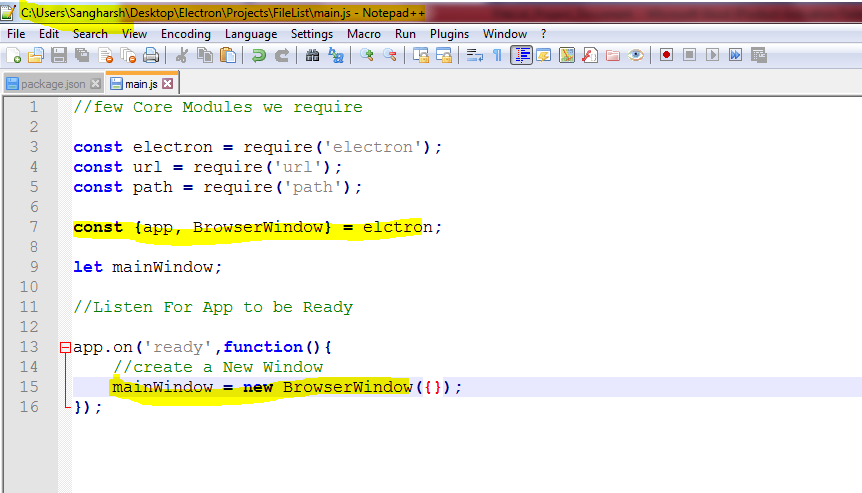 C:\Users\Sangharsh\Desktop\Electron\Projects\FileList\main.js - Notepad++
File Edit Search View Encoding Language Settings Macro Run Plugins Window ?
package.json main.js
1 //few Core Modules we require
2
3 const electron = require('electron');
4 const url = require('url');
5 const path = require('path');
6
7 const {app, BrowserWindow} = elctron;
8
9 let mainWindow;
10
11 //Listen For App to be Ready
12
13 app.on('ready',function(){
14 //create a New Window
15 mainWindow = new BrowserWindow({});
16 });